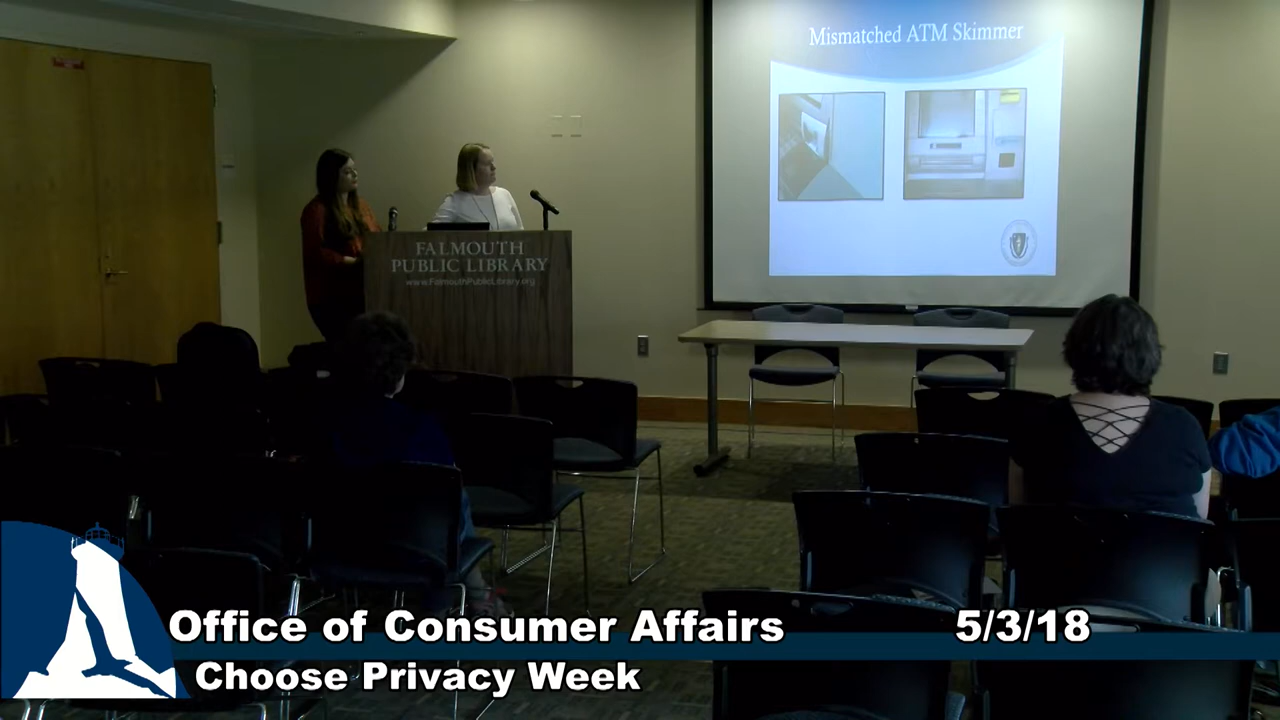 Mismatched ATM Skimmer
FALMOUTH
PUBLIC LIBRARY
www.FalmouthPublicLibrary.org
Office of Consumer Affairs
5/3/18
Choose Privacy Week